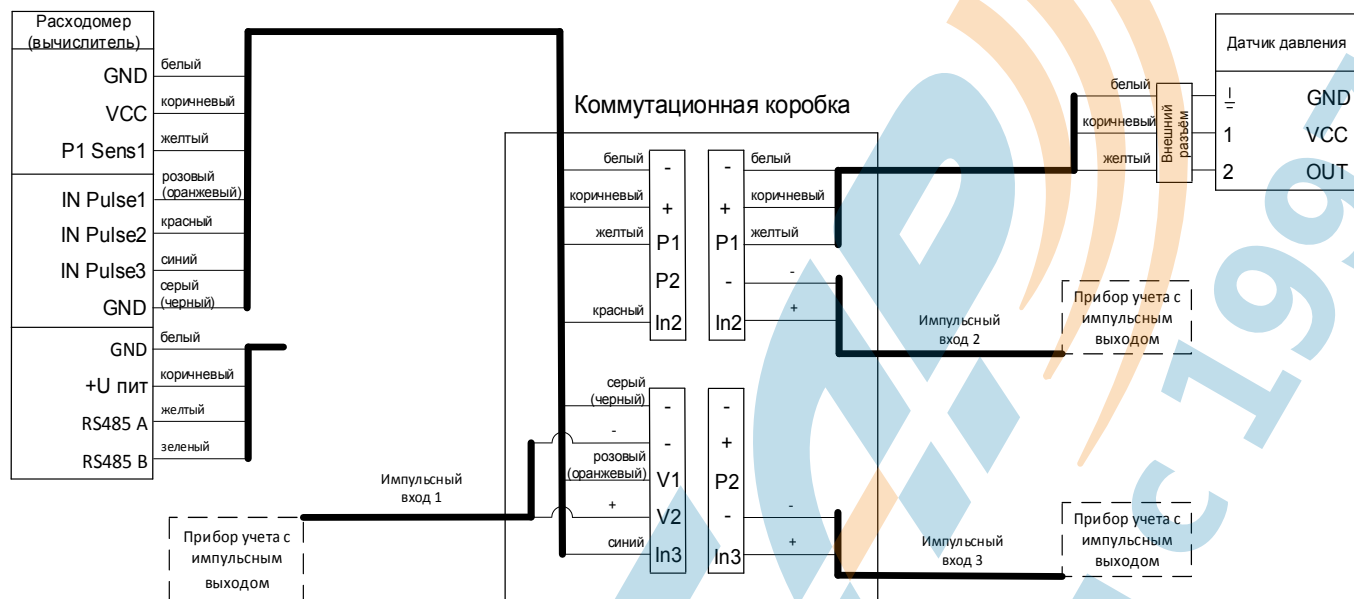 Расходомер
(вычислитель)
GND
белый
VCC
коричневый
P1 Sens1
желтый
IN Pulse1
розовый
(оранжевый)
IN Pulse2
красный
IN Pulse3
синий
GND
серый
(черный)
GND
белый
+U пит
коричневый
RS485 A
желтый
RS485 B
зеленый
Коммутационная коробка
белый
-
коричневый
+
желтый
P1
P2
красный
In2
-
белый
+
коричневый
P1
желтый
-
-
In2
+
Импульсный
вход 2
Прибор учета с
импульсным
выходом
Датчик давления
белый
коричневый
желтый
Внешний
разъём
GND
1
VCC
2
OUT
серый
(черный)
-
-
-
розовый
(оранжевый)
V1
+
V2
синий
In3
-
+
P2
-
-
In3
+
Импульсный
вход 1
Прибор учета с
импульсным
выходом
Импульсный
вход 3
Прибор учета с
импульсным
выходом
с 1997